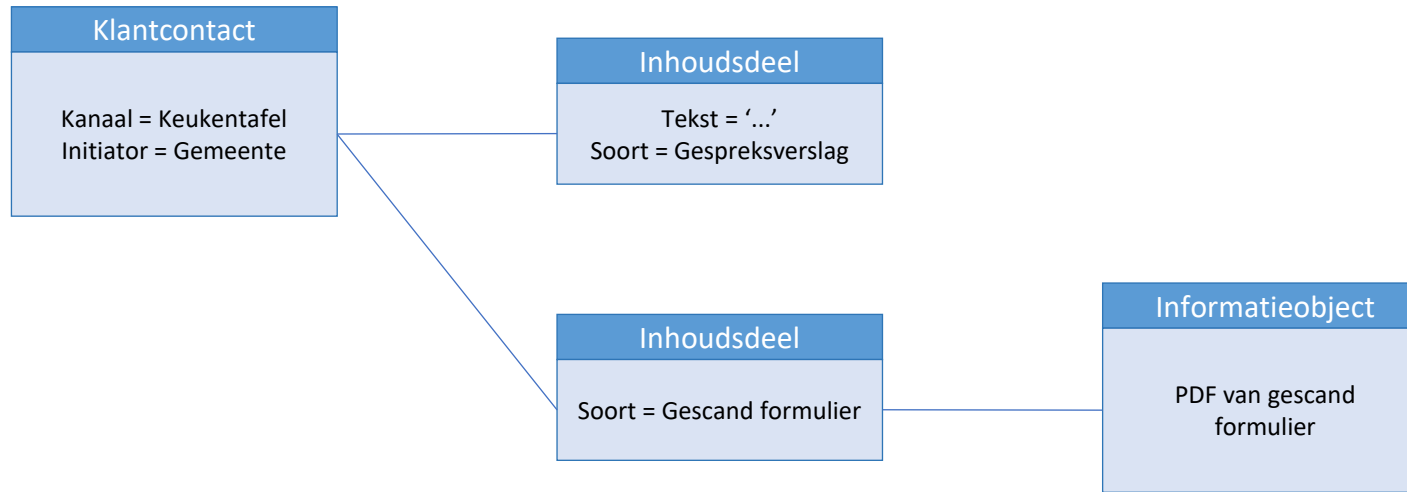 Klantcontact
Kanaal = Keukentafel
Initiator = Gemeente
Inhoudsdeel
Tekst = ‘...’
Soort = Gespreksverslag
Inhoudsdeel
Soort = Gescand formulier
Informatieobject
PDF van gescand
formulier